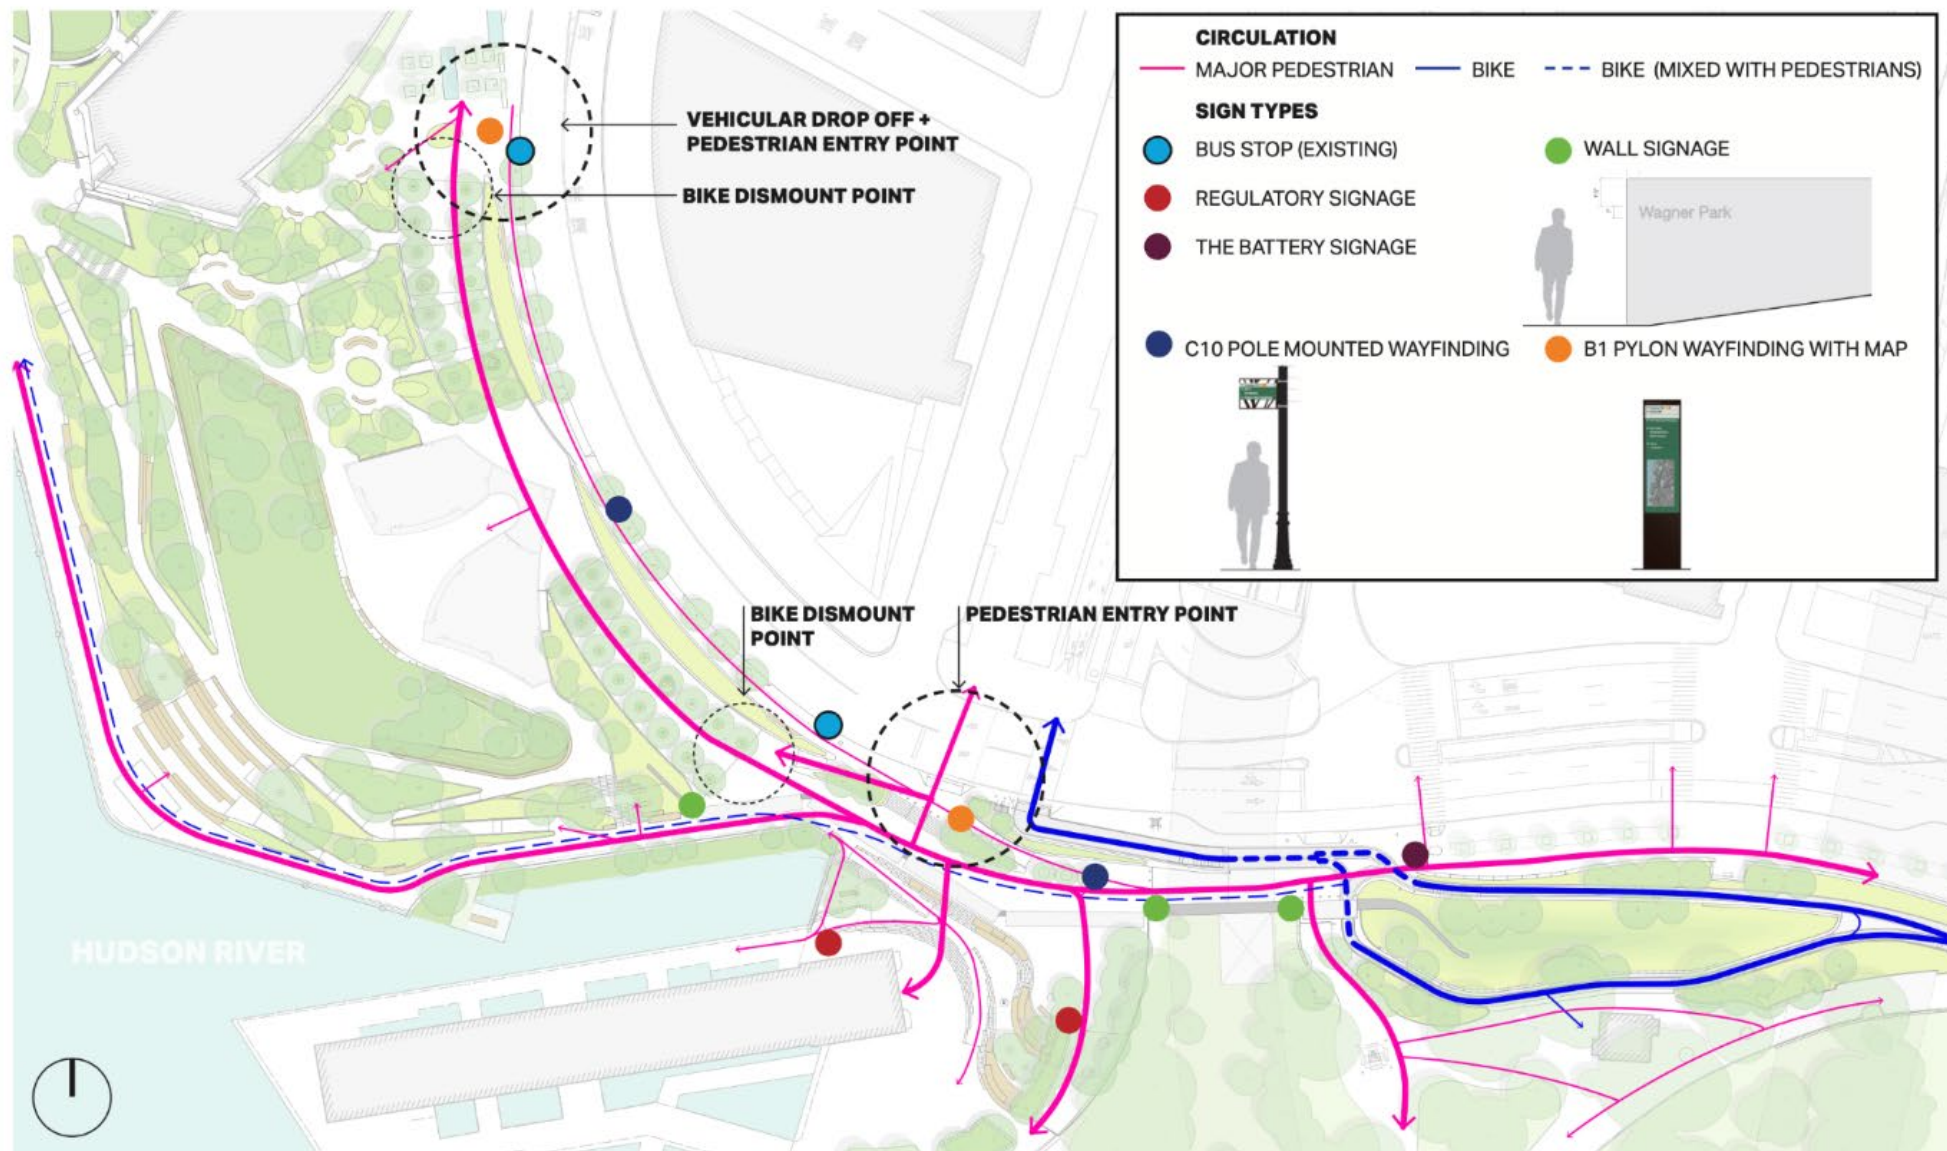 CIRCULATION
MAJOR PEDESTRIAN
BIKE
BIKE (MIXED WITH PEDESTRIANS)
SIGN TYPES
BUS STOP (EXISTING)
WALL SIGNAGE
REGULATORY SIGNAGE
Wagner Park
THE BATTERY SIGNAGE
C10 POLE MOUNTED WAYFINDING
B1 PYLON WAYFINDING WITH MAP
VEHICULAR DROP OFF +
PEDESTRIAN ENTRY POINT
BIKE DISMOUNT POINT
BIKE DISMOUNT
POINT
PEDESTRIAN ENTRY POINT
HUDSON RIVER